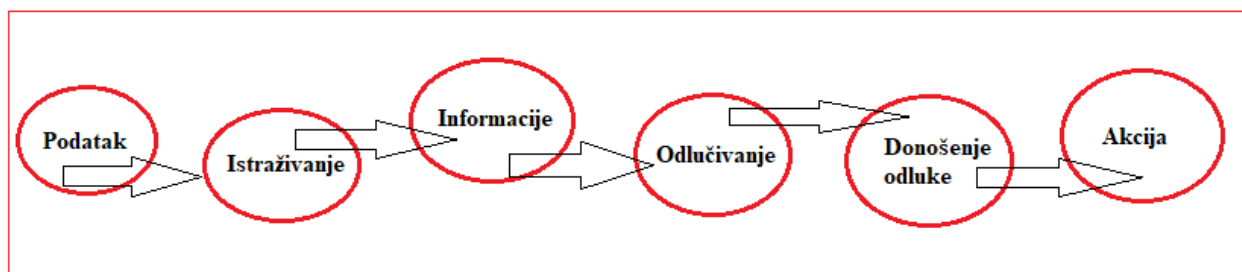 Podatak
Istraživanje
Informacije
Odlučivanje
Donošenje
odluke
Akcija